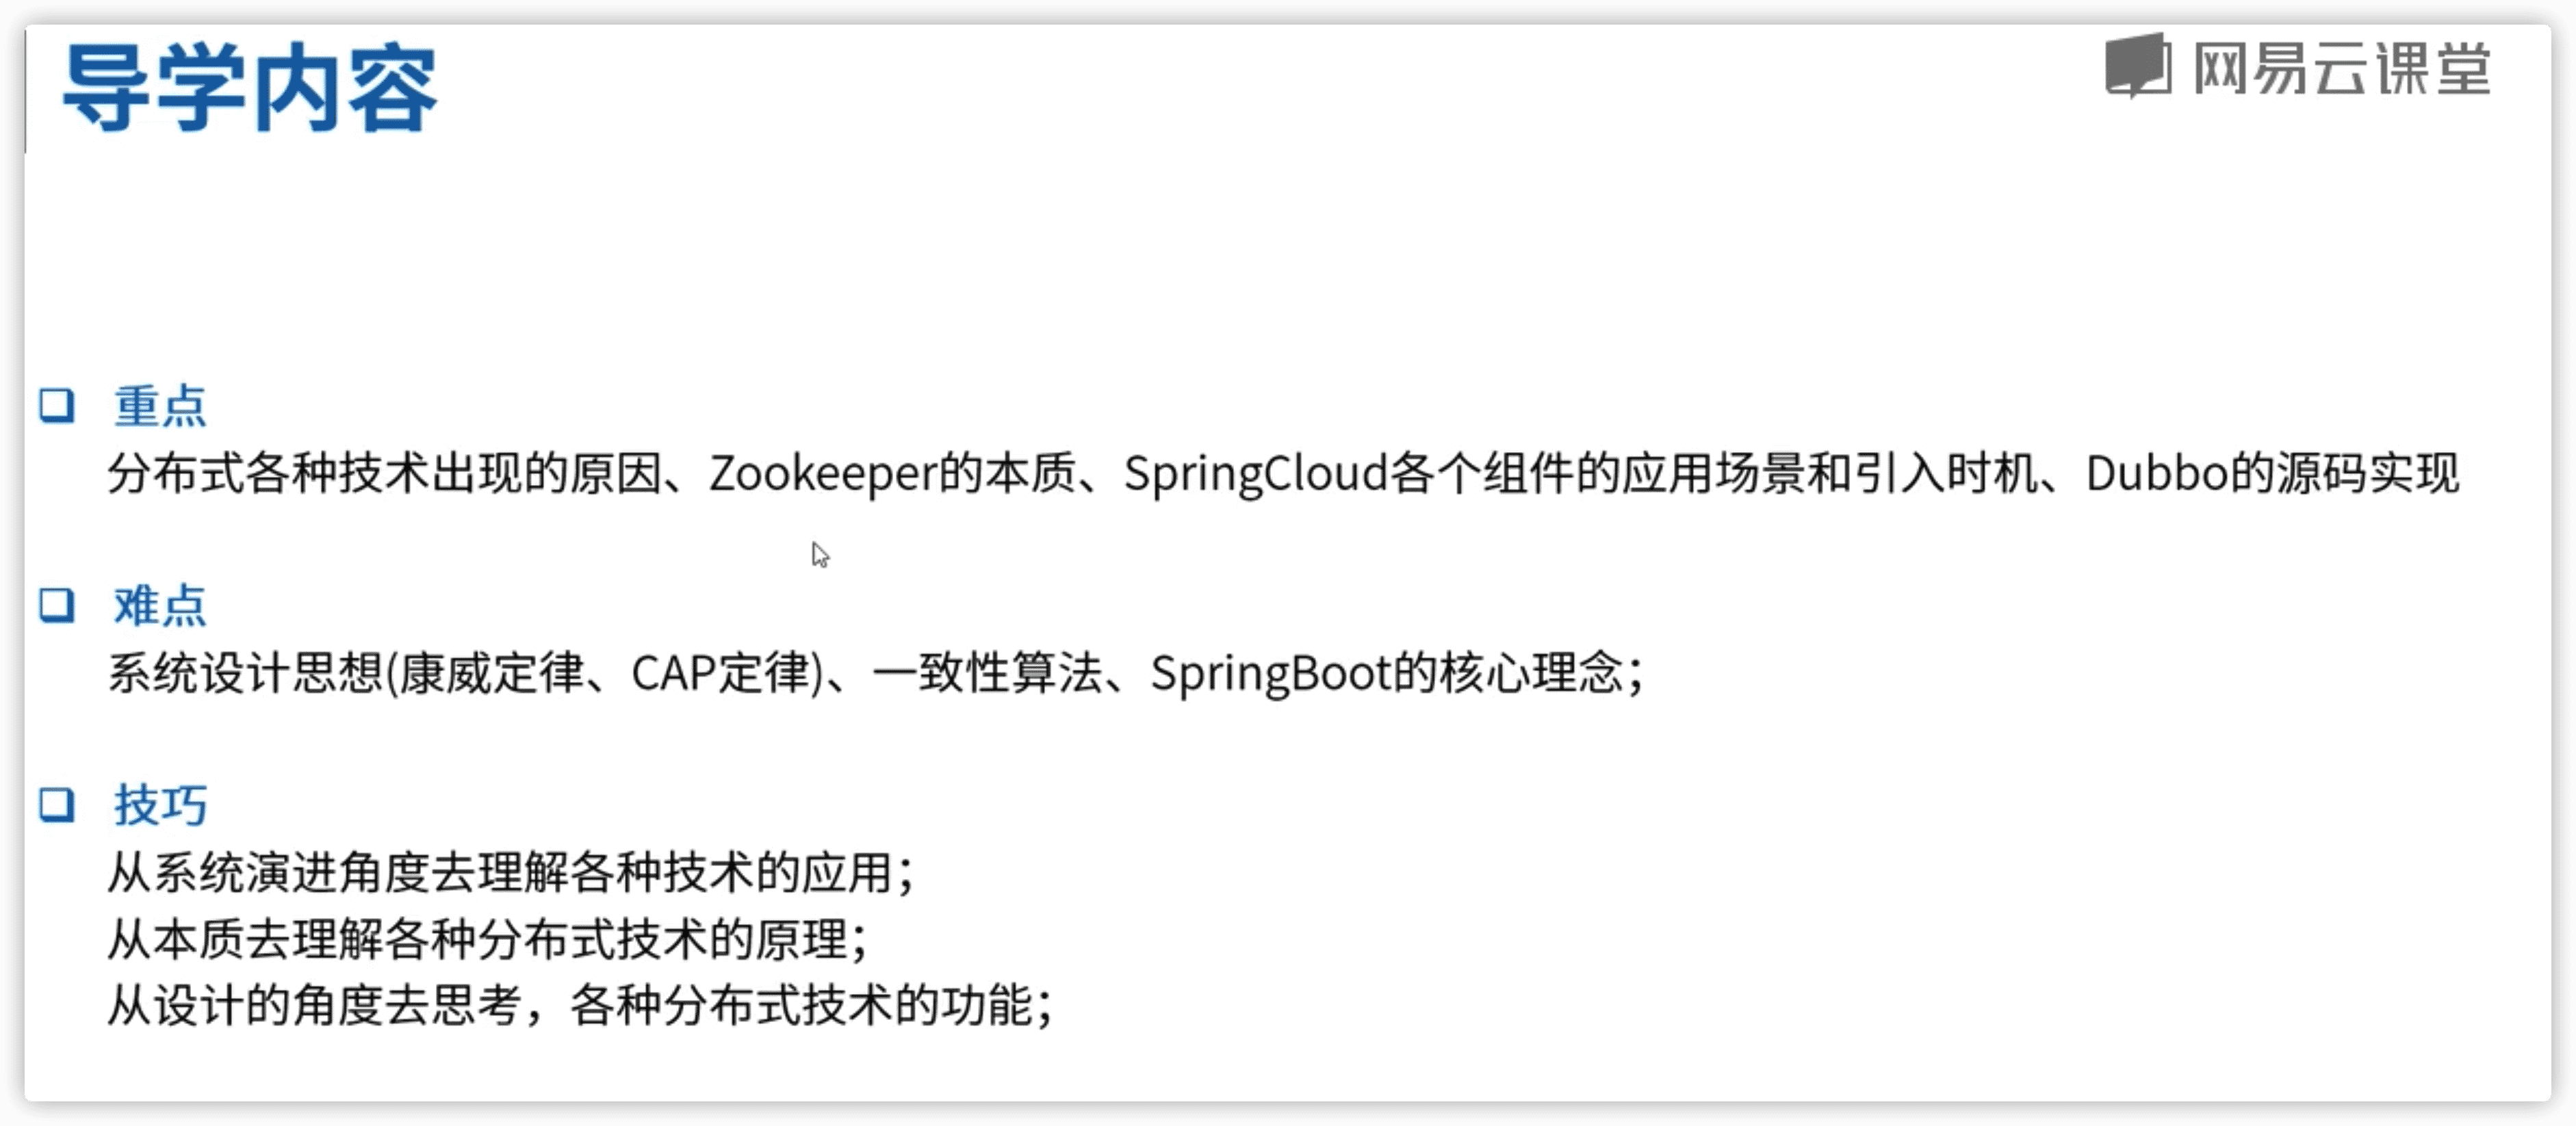 导学内容
网易云课堂
重点
分布式各种技术出现的原因、Zookeeper的本质、SpringCloud各个组件的应用场景和引入时机、Dubbo的源码实现
难点
系统设计思想(康威定律、CAP定律)、一致性算法、SpringBoot的核心理念；
技巧
从系统演进角度去理解各种技术的应用；
从本质去理解各种分布式技术的原理；
从设计的角度去思考，各种分布式技术的功能；